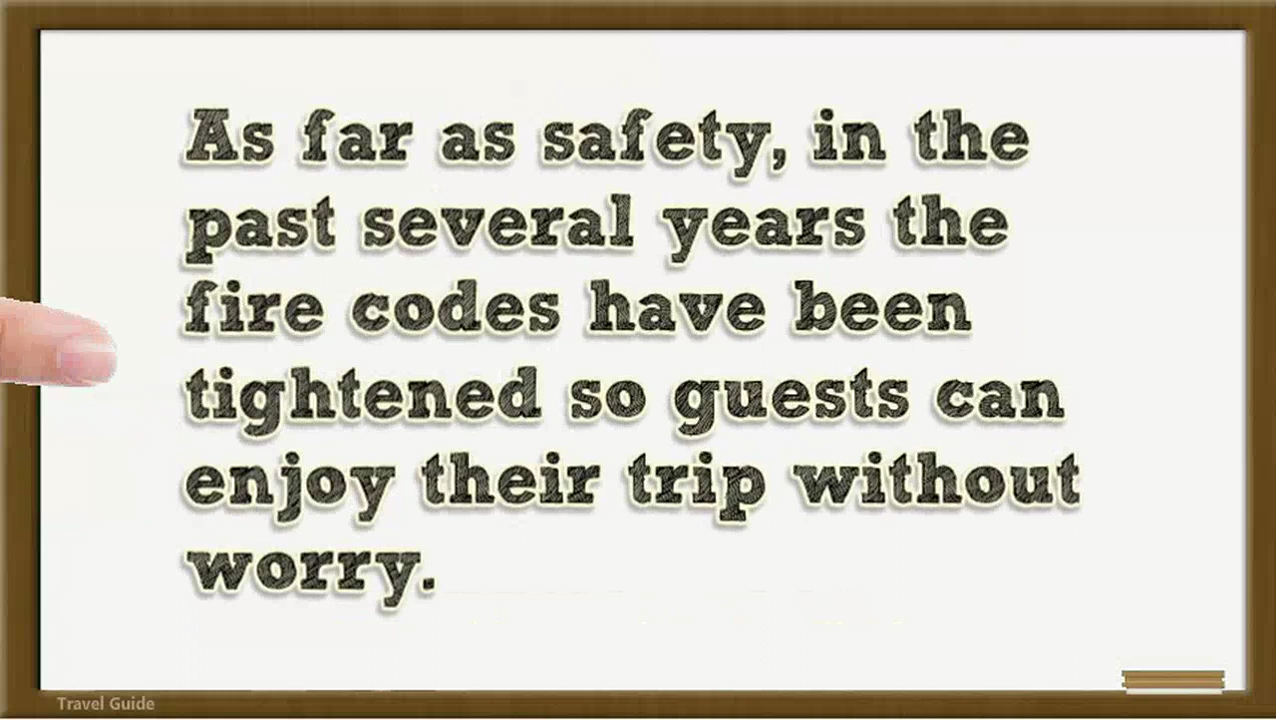 As far as safety, in the
past several years the
fire codes have been
tightened so guests can
enjoy their trip without
worry.
Travel Guide